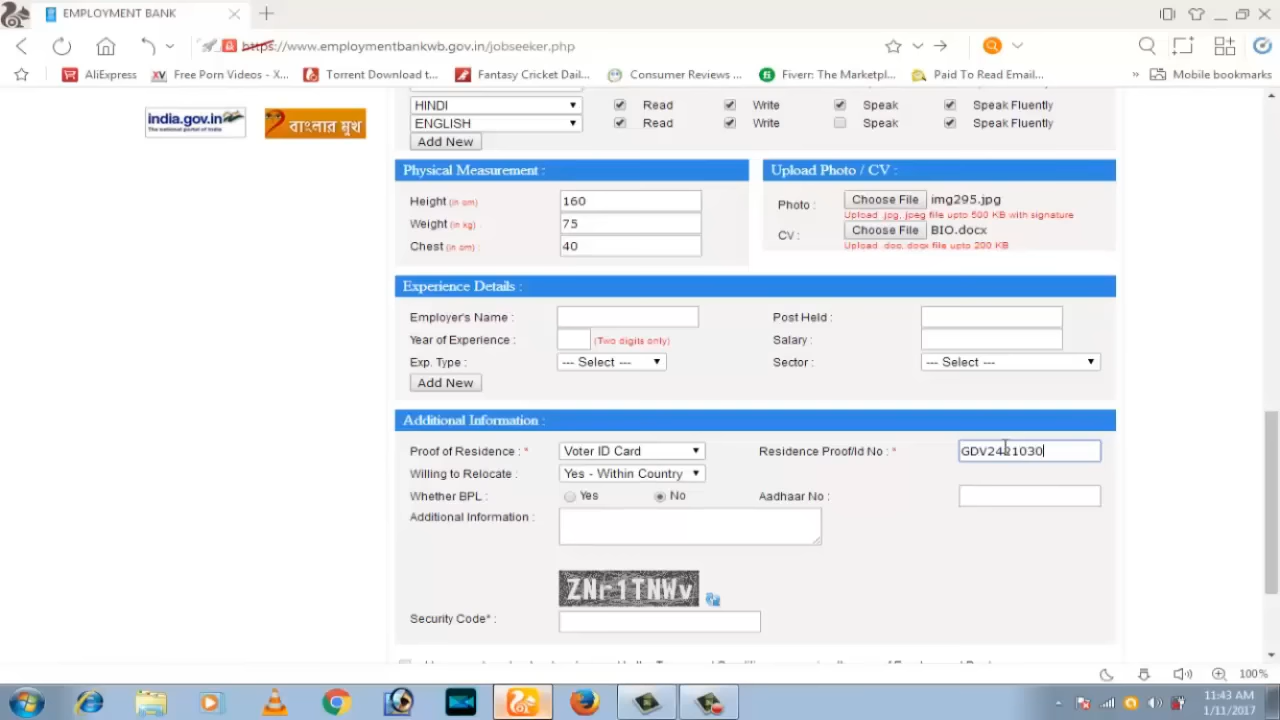 EMPLOYMENT BANK
https://www.employmentbankwb.gov.in/jobseeker.php
AliExpress Free Porn Videos - X... Torrent Download t... Fantasy Cricket Dail... Consumer Reviews ... Fiverr: The Marketpl... Paid To Read Email... » Mobile bookmarks
india.gov.in
The national portal of India
বাংলার মুখ
HINDI Read Write Speak Speak Fluently
ENGLISH Read Write Speak Speak Fluently
Add New
Physical Measurement : Upload Photo / CV :
Height (in cm) 160 Photo : Choose File img295.jpg
Upload .jpg, jpeg file upto 500 KB with signature
Weight (in kg) : 75 CV : Choose File BIO.docx
Chest (in cm) : 40 Upload .doc, docx file upto 200 KB
Experience Details :
Employer's Name : Post Held :
Year of Experience : (Two digits only) Salary :
Exp. Type : --- Select --- Sector : --- Select ---
Add New
Additional Information :
Proof of Residence : * Voter ID Card Residence Proof/Id No : * GDV2421030
Willing to Relocate : Yes - Within Country
Whether BPL : Yes No Aadhaar No :
Additional Information :
ZNr1TNWv
Security Code* :
100%
11:43 AM
1/11/2017